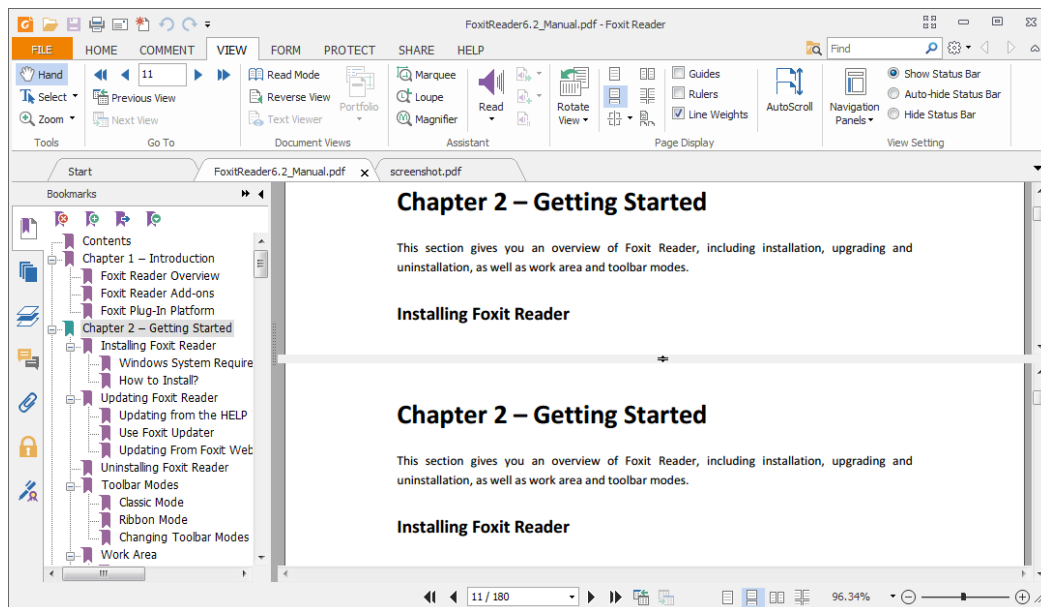 FoxitReader6.2_Manual.pdf - Foxit Reader
FILE HOME COMMENT VIEW FORM PROTECT SHARE HELP Find
Hand 11 Read Mode Marquee Guides Show Status Bar
Select Previous View Reverse View Loupe Read Rotate View Rulers AutoScroll Navigation Panels Auto-hide Status Bar
Zoom Next View Text Viewer Portfolio Magnifier Line Weights Hide Status Bar
Tools Go To Document Views Assistant Page Display View Setting
Start FoxitReader6.2_Manual.pdf x screenshot.pdf
Bookmarks
Contents
Chapter 1 – Introduction
Foxit Reader Overview
Foxit Reader Add-ons
Foxit Plug-In Platform
Chapter 2 – Getting Started
Installing Foxit Reader
Windows System Require
How to Install?
Updating Foxit Reader
Updating from the HELP
Use Foxit Updater
Updating From Foxit Web
Uninstalling Foxit Reader
Toolbar Modes
Classic Mode
Ribbon Mode
Changing Toolbar Modes
Work Area
Chapter 2 – Getting Started
This section gives you an overview of Foxit Reader, including installation, upgrading and
uninstallation, as well as work area and toolbar modes.
Installing Foxit Reader
Chapter 2 – Getting Started
This section gives you an overview of Foxit Reader, including installation, upgrading and
uninstallation, as well as work area and toolbar modes.
Installing Foxit Reader
11 / 180 96.34%